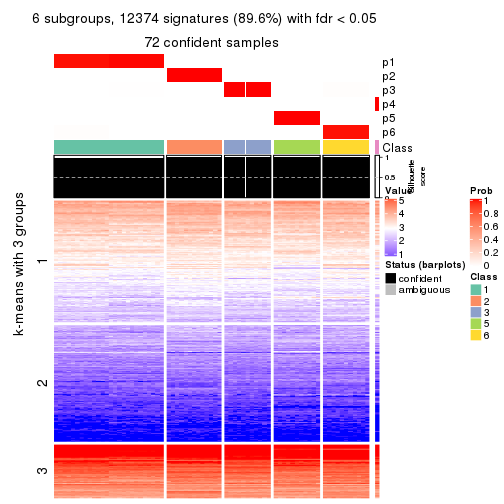 6 subgroups, 12374 signatures (89.6%) with fdr < 0.05
72 confident samples
p1
p2
p3
p4
p5
p6
Class
1
0.5
0
Silhouette
score
k-means with 3 groups
1
2
3
Value
5
4
3
2
1
Status (barplots)
confident
ambiguous
Prob
1
0.8
0.6
0.4
0.2
0
Class
1
2
3
5
6